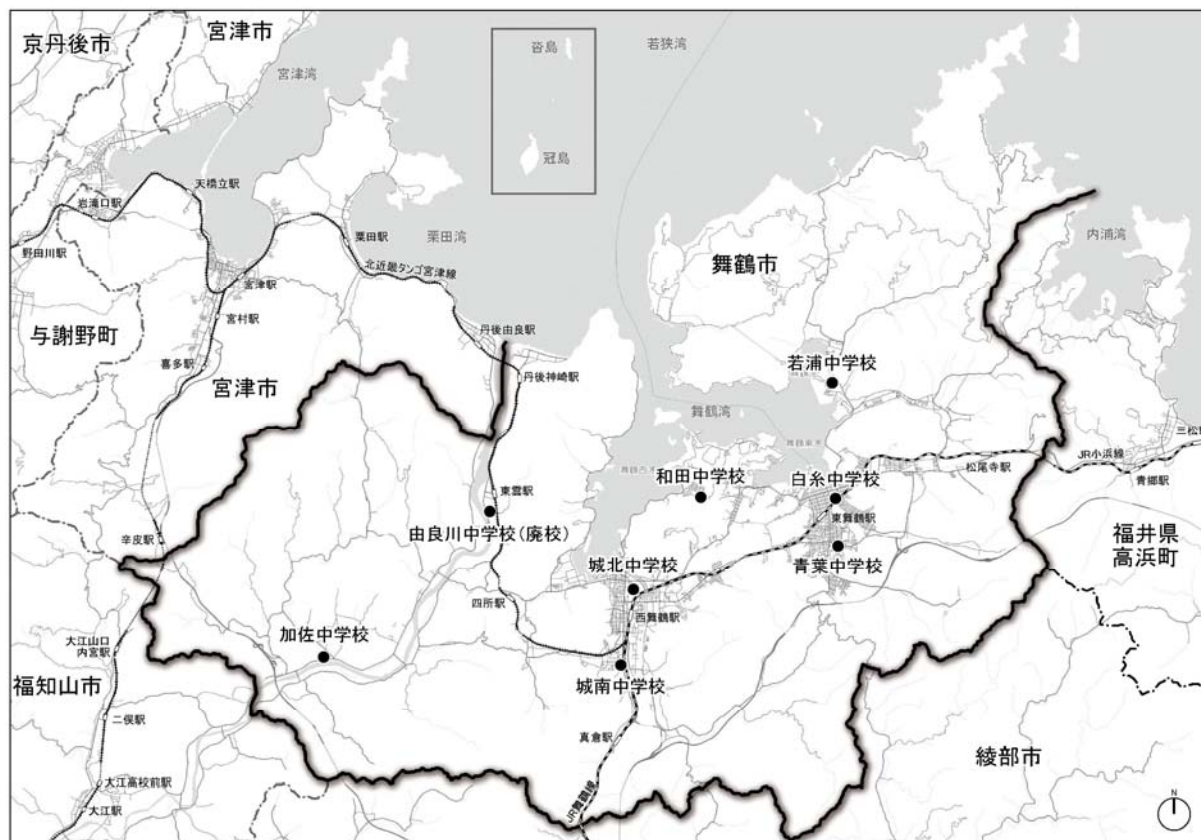 京丹後市
宮津市
宮津湾
沓島
若狭湾
冠島
天橋立駅
岩滝口駅
野田川駅
栗田駅
栗田湾
北近畿タンゴ宮津線
宮津駅
宮村駅
与謝野町
喜多駅
宮津市
丹後由良駅
丹後神崎駅
舞鶴市
内浦湾
若浦中学校
舞鶴湾
和田中学校
白糸中学校
松尾寺駅
JR小浜線
三松
青郷駅
東雲駅
由良川中学校(廃校)
東舞鶴駅
青葉中学校
福井県
高浜町
辛皮駅
城北中学校
西舞鶴駅
四所駅
加佐中学校
大江山口
内宮駅
城南中学校
福知山市
二俣駅
真倉駅
綾部市
大江高校前駅
大江駅
JR舞鶴線
N